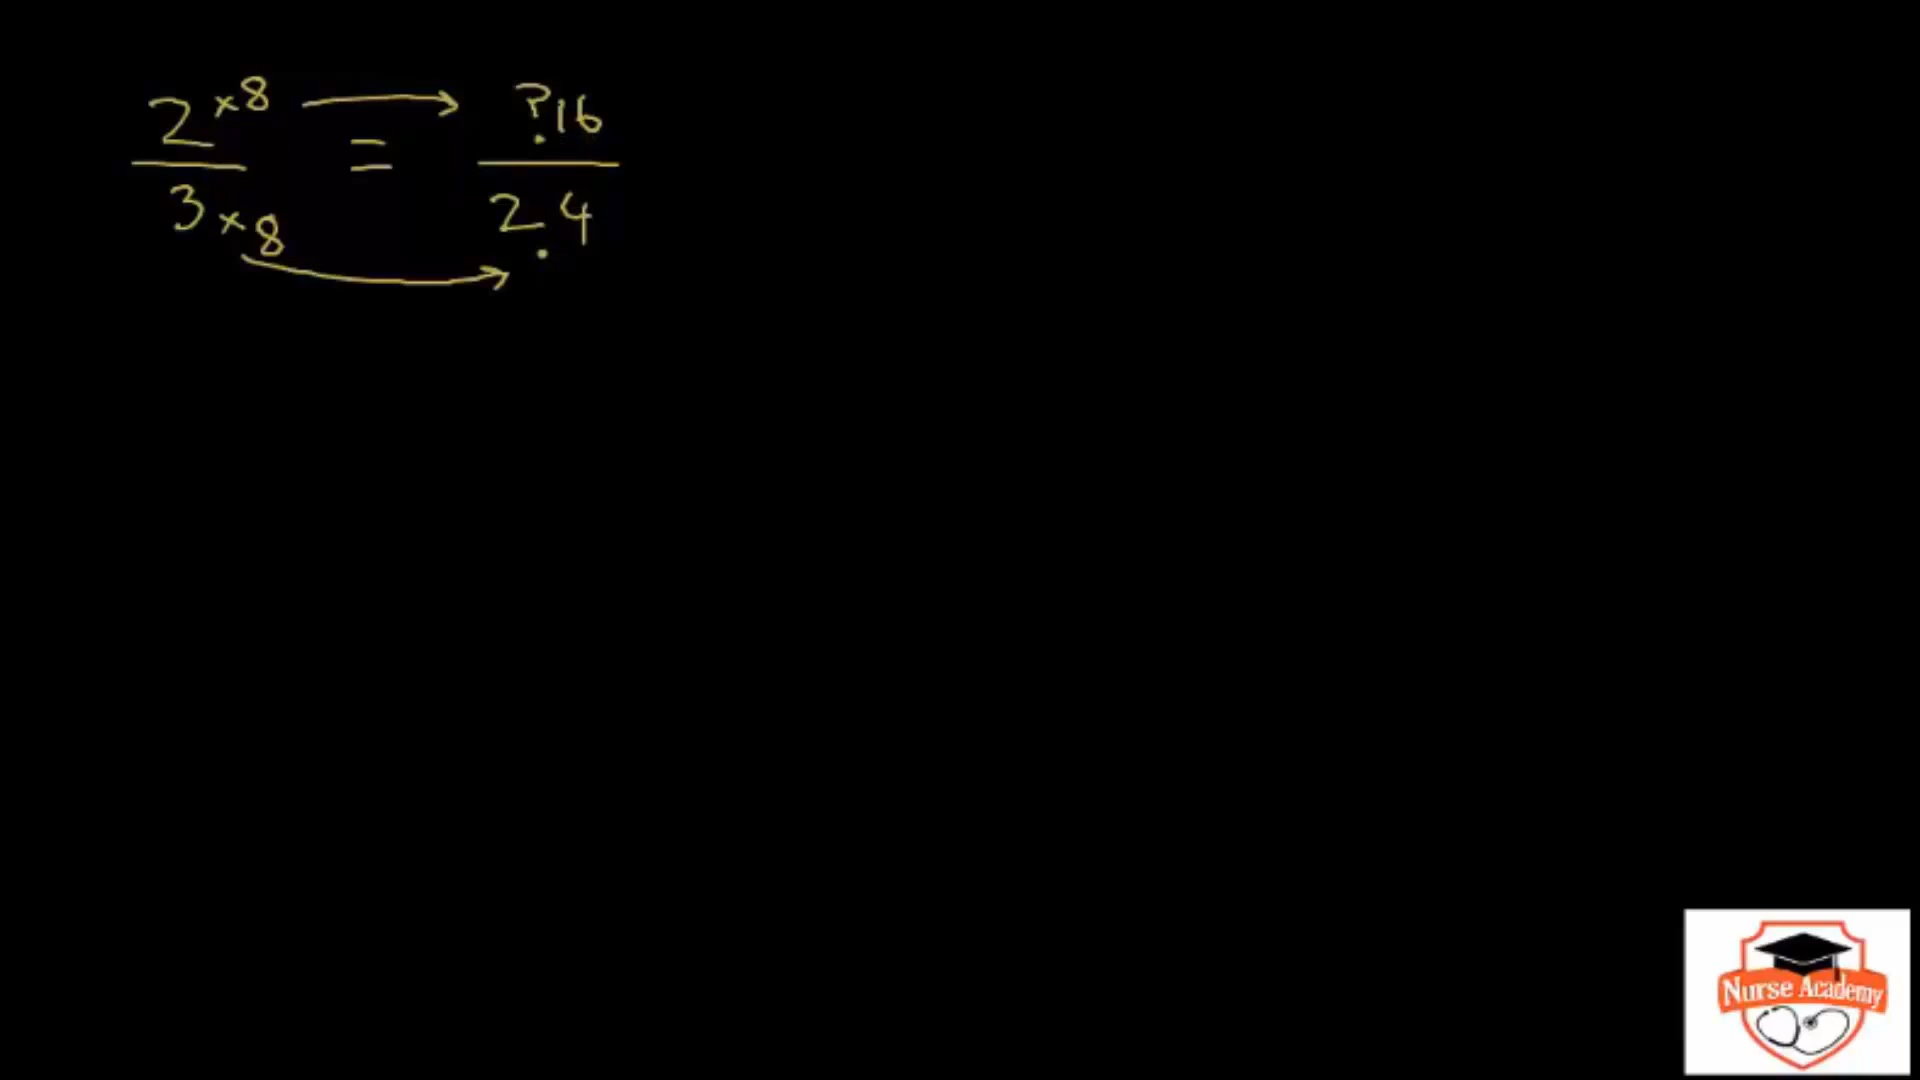 2 ×8 → ? 16
=
3 ×8 → 2 4
Nurse Academy